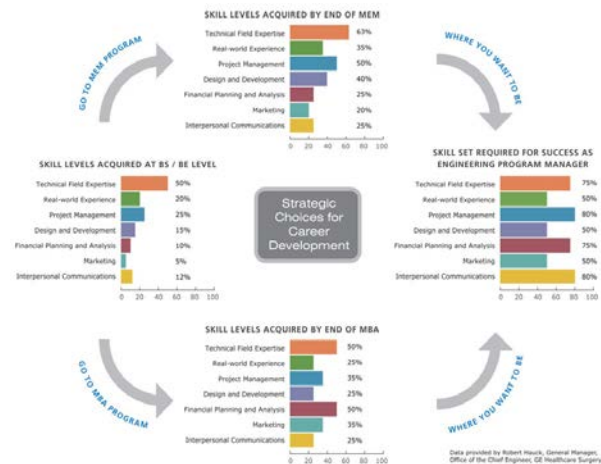 SKILL LEVELS ACQUIRED BY END OF MEM
Technical Field Expertise 63%
Real-world Experience 35%
Project Management 50%
Design and Development 40%
Financial Planning and Analysis 25%
Marketing 20%
Interpersonal Communications 25%
0 20 40 60 80 100
GO TO MEM PROGRAM
WHERE YOU WANT TO BE
SKILL LEVELS ACQUIRED AT BS / BE LEVEL
Technical Field Expertise 50%
Real-world Experience 20%
Project Management 25%
Design and Development 15%
Financial Planning and Analysis 10%
Marketing 5%
Interpersonal Communications 12%
0 20 40 60 80 100
Strategic
Choices for
Career
Development
SKILL SET REQUIRED FOR SUCCESS AS
ENGINEERING PROGRAM MANAGER
Technical Field Expertise 75%
Real-world Experience 50%
Project Management 80%
Design and Development 50%
Financial Planning and Analysis 75%
Marketing 50%
Interpersonal Communications 80%
0 20 40 60 80 100
SKILL LEVELS ACQUIRED BY END OF MBA
Technical Field Expertise 50%
Real-world Experience 25%
Project Management 35%
Design and Development 25%
Financial Planning and Analysis 50%
Marketing 35%
Interpersonal Communications 25%
0 20 40 60 80 100
GO TO MBA PROGRAM
WHERE YOU WANT TO BE
Data provided by Robert Hauck, General Manager,
Office of the Chief Engineer, GE Healthcare Surgery